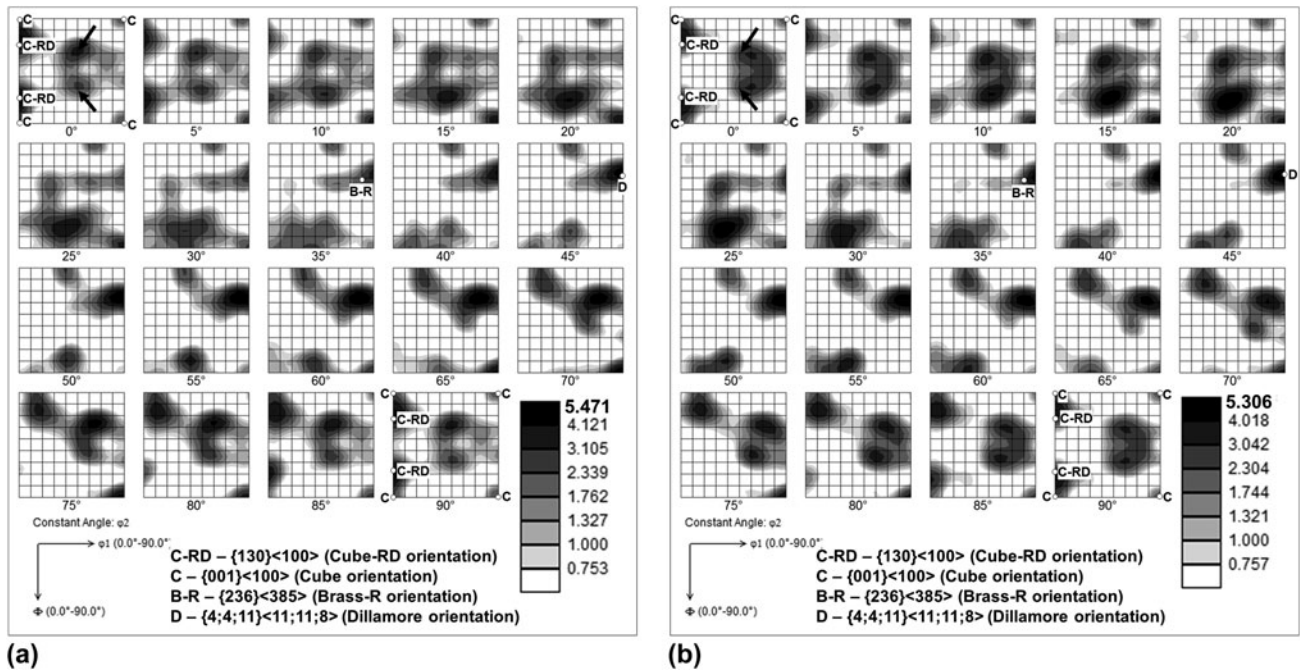 C C
C-RD
C-RD
C C
0° 5° 10° 15° 20°
B-R D
25° 30° 35° 40° 45°
50° 55° 60° 65° 70°
C C
C-RD
C-RD
C C
75° 80° 85° 90°
5.471
4.121
3.105
2.339
1.762
1.327
1.000
0.753
Constant Angle: φ2
φ1 (0.0°-90.0°)
Φ (0.0°-90.0°)
C-RD – {130}<100> (Cube-RD orientation)
C – {001}<100> (Cube orientation)
B-R – {236}<385> (Brass-R orientation)
D – {4;4;11}<11;11;8> (Dillamore orientation)
(a)
C C
C-RD
C-RD
C C
0° 5° 10° 15° 20°
B-R D
25° 30° 35° 40° 45°
50° 55° 60° 65° 70°
C C
C-RD
C-RD
C C
75° 80° 85° 90°
5.306
4.018
3.042
2.304
1.744
1.321
1.000
0.757
Constant Angle: φ2
φ1 (0.0°-90.0°)
Φ (0.0°-90.0°)
C-RD – {130}<100> (Cube-RD orientation)
C – {001}<100> (Cube orientation)
B-R – {236}<385> (Brass-R orientation)
D – {4;4;11}<11;11;8> (Dillamore orientation)
(b)